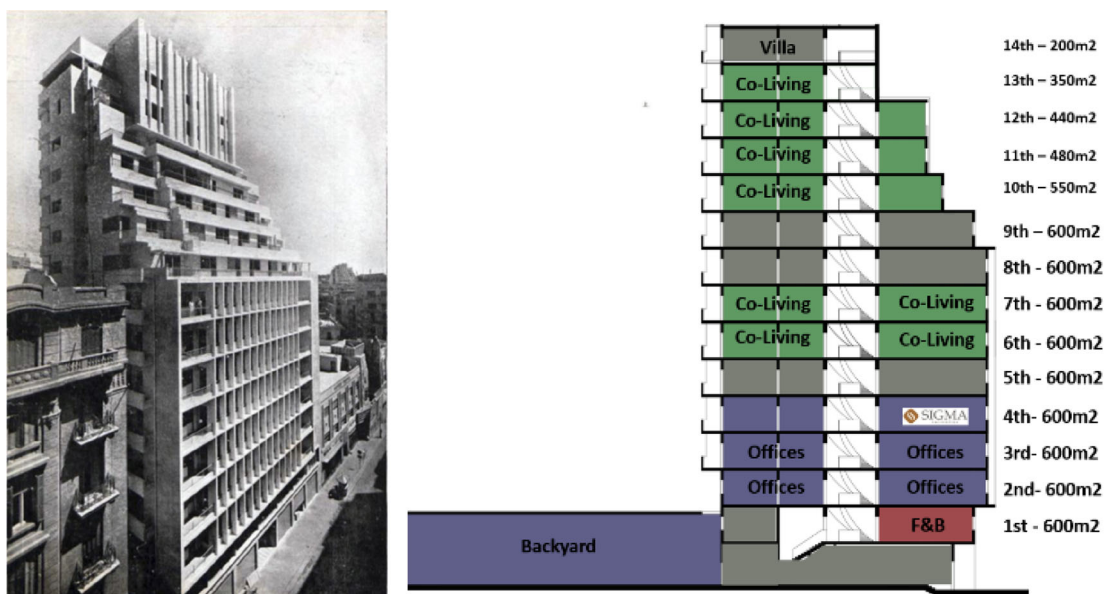 Villa
14th – 200m2
Co-Living
13th – 350m2
Co-Living
12th – 440m2
Co-Living
11th – 480m2
Co-Living
10th – 550m2
9th – 600m2
8th - 600m2
Co-Living Co-Living
7th - 600m2
Co-Living Co-Living
6th - 600m2
5th - 600m2
SIGMA
4th- 600m2
Offices Offices
3rd- 600m2
Offices Offices
2nd- 600m2
F&B
1st - 600m2
Backyard